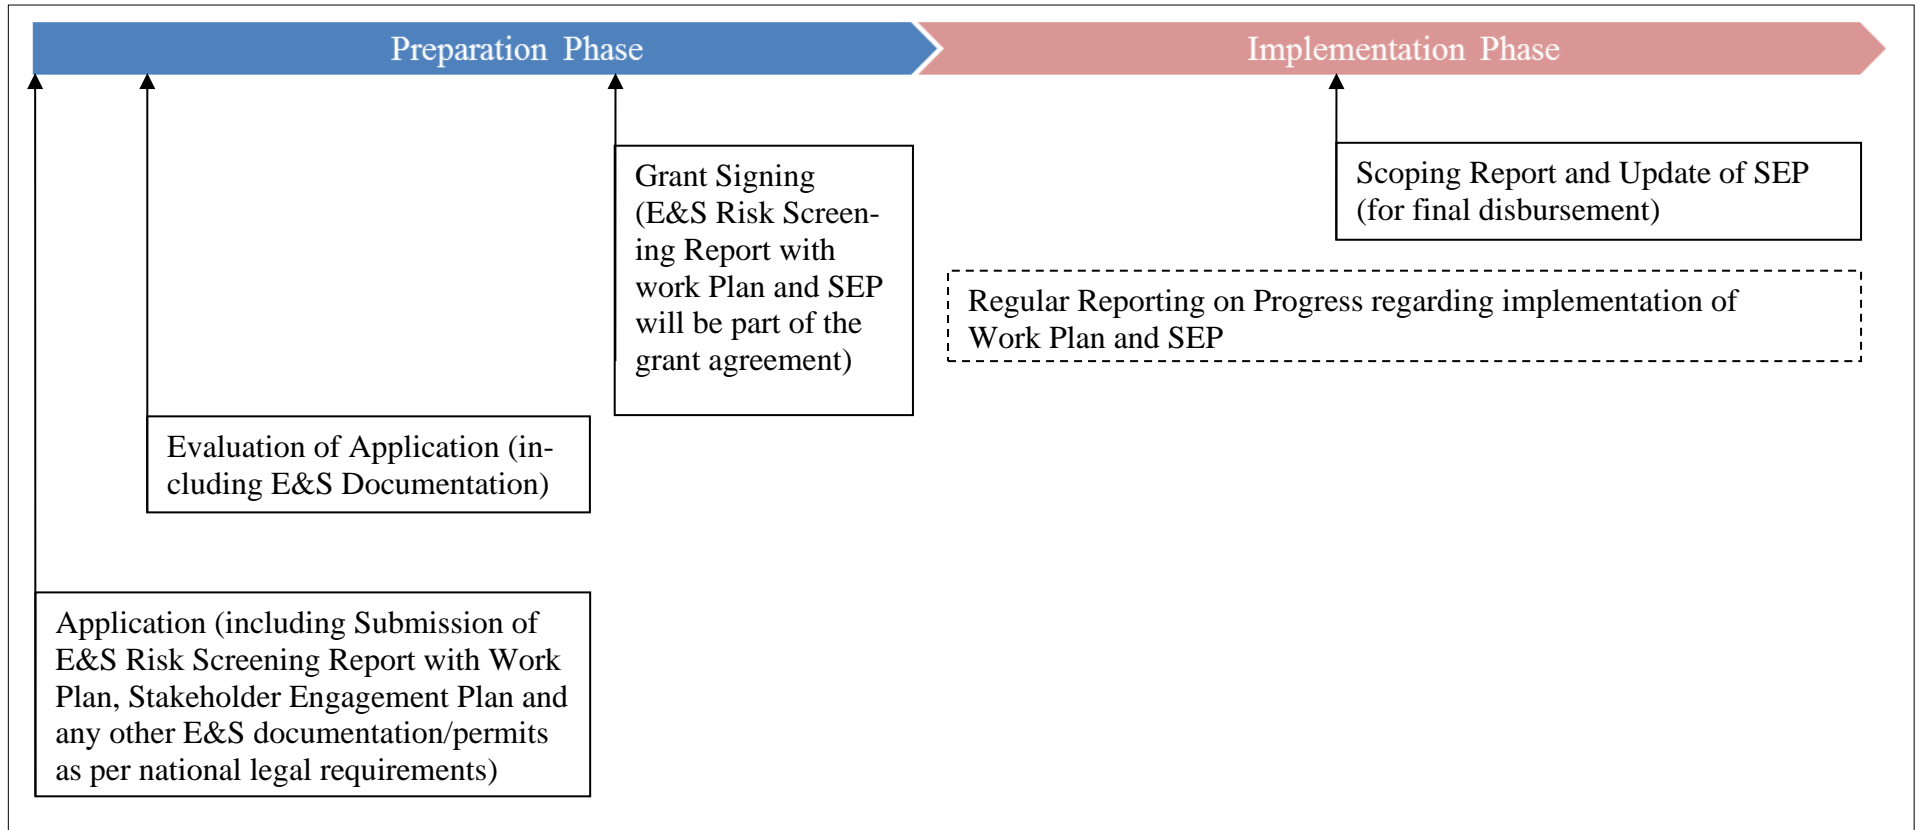 Preparation Phase
Implementation Phase
Grant Signing
(E&S Risk Screen-
ing Report with
work Plan and SEP
will be part of the
grant agreement)
Scoping Report and Update of SEP
(for final disbursement)
Regular Reporting on Progress regarding implementation of
Work Plan and SEP
Evaluation of Application (in-
cluding E&S Documentation)
Application (including Submission of
E&S Risk Screening Report with Work
Plan, Stakeholder Engagement Plan and
any other E&S documentation/permits
as per national legal requirements)